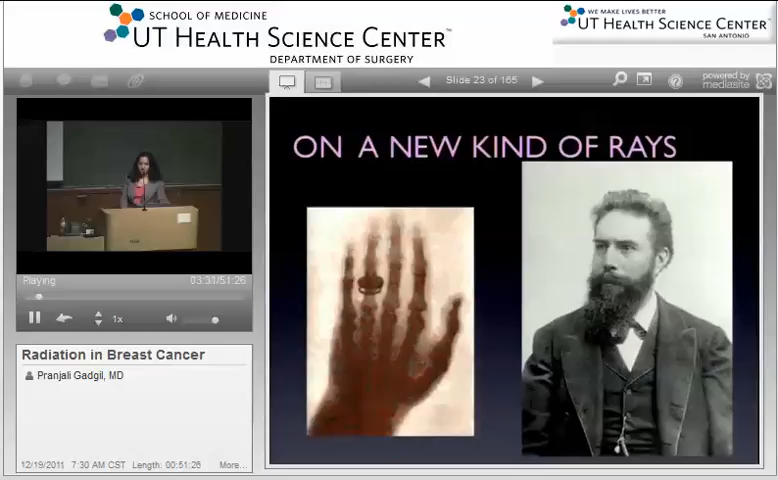 SCHOOL OF MEDICINE
UT HEALTH SCIENCE CENTER™
DEPARTMENT OF SURGERY
WE MAKE LIVES BETTER
UT HEALTH SCIENCE CENTER
SAN ANTONIO
Slide 23 of 165
powered by
mediasite
ON A NEW KIND OF RAYS
Playing
03:31/51:26
1x
Radiation in Breast Cancer
Pranjali Gadgil, MD
12/19/2011 7:30 AM CST Length: 00:51:26 More...